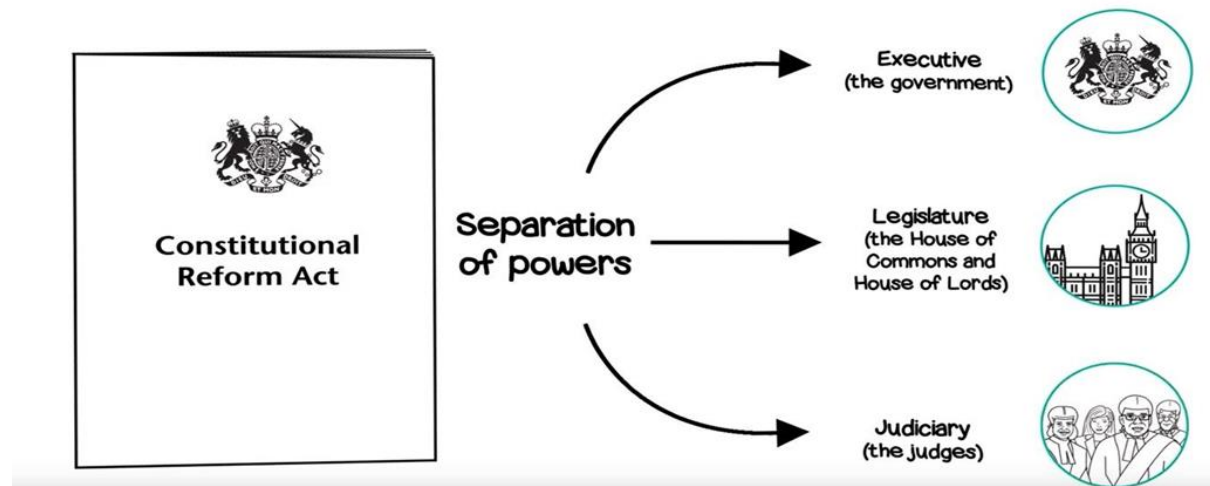 Constitutional
Reform Act
Separation
of powers
Executive
(the government)
Legislature
(the House of
Commons and
House of Lords)
Judiciary
(the judges)